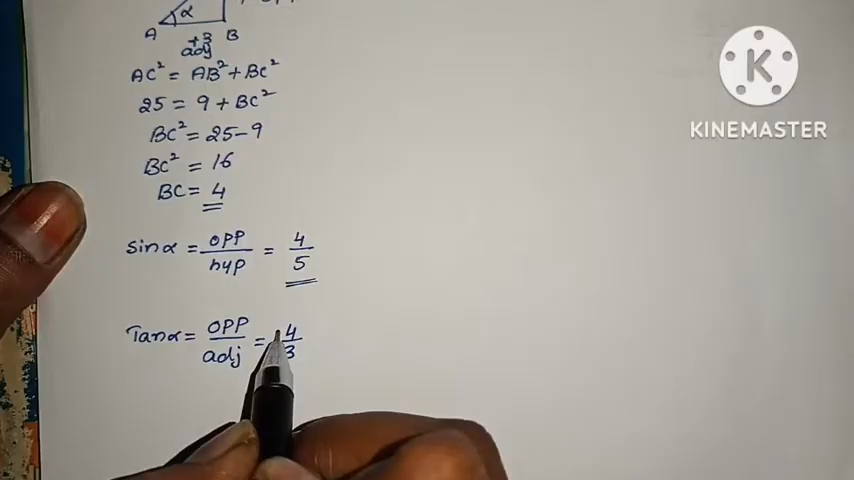 α
A +3 B
adj
AC² = AB² + BC²
25 = 9 + BC²
BC² = 25 - 9
BC² = 16
BC = 4
sin α = opp/hyp = 4/5
Tan α = opp/adj = 4/3
K
KINEMASTER